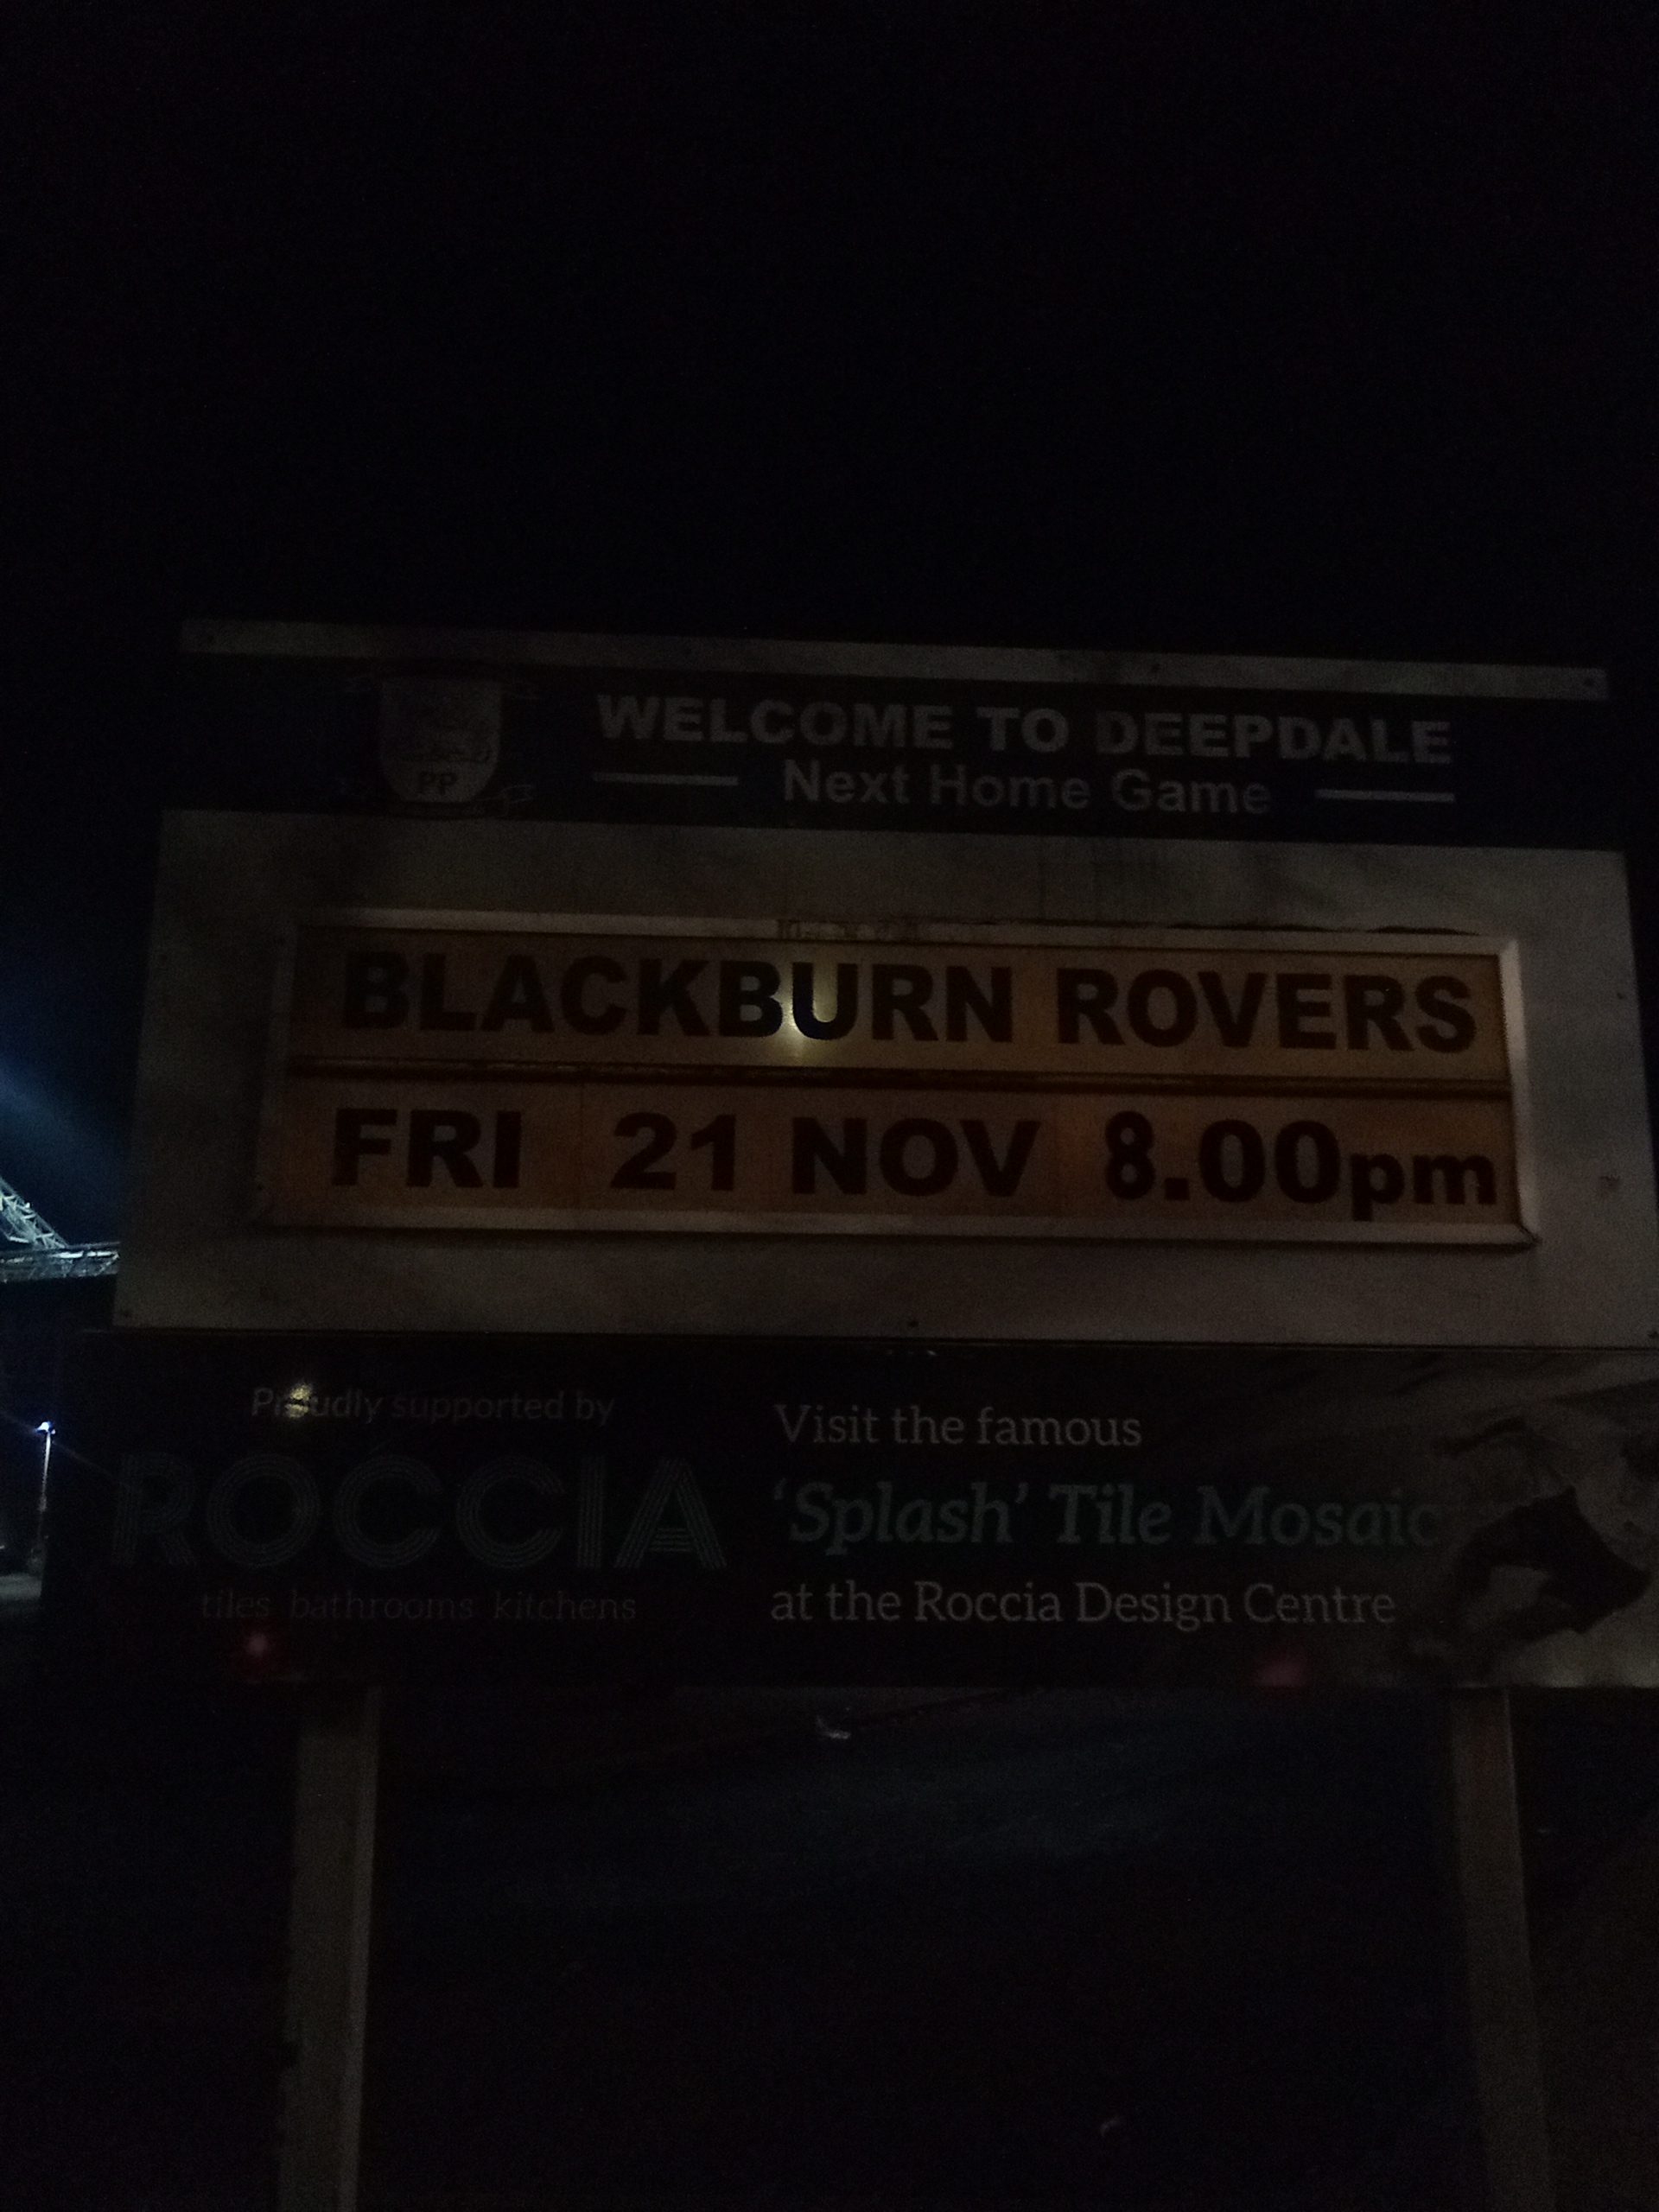 WELCOME TO DEEPDALE
Next Home Game
PP
BLACKBURN ROVERS
FRI 21 NOV 8.00pm
Proudly supported by
ROCCIA
tiles bathrooms kitchens
Visit the famous
'Splash' Tile Mosaic
at the Roccia Design Centre